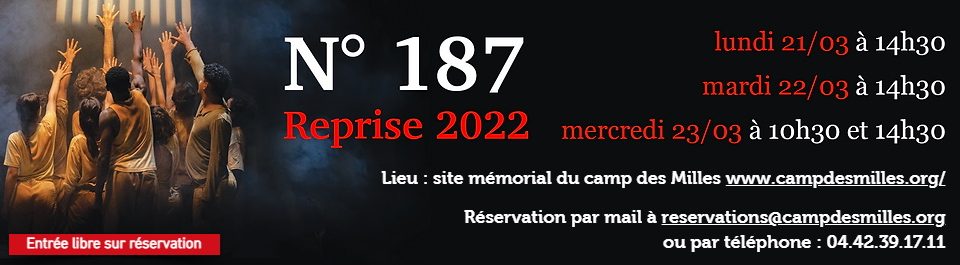 N° 187
Reprise 2022
lundi 21/03 à 14h30
mardi 22/03 à 14h30
mercredi 23/03 à 10h30 et 14h30
Lieu : site mémorial du camp des Milles www.campdesmilles.org/
Réservation par mail à reservations@campdesmilles.org
ou par téléphone : 04.42.39.17.11
Entrée libre sur réservation